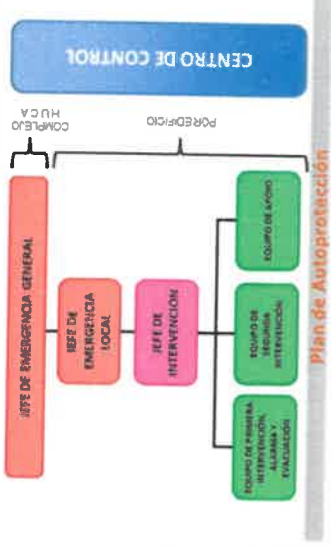 JEFE DE EMERGENCIA GENERAL
COMPLEJO
HUCA
JEFE DE
EMERGENCIA
LOCAL
JEFE DE
INTERVENCIÓN
POR EDIFICIO
EQUIPO DE PRIMERA
INTERVENCIÓN,
ALARMA Y
EVACUACIÓN
EQUIPO DE
SEGUNDA
INTERVENCIÓN
EQUIPO DE APOYO
CENTRO DE CONTROL
Plan de Autoprotección